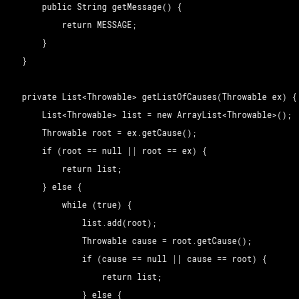 public String getMessage() {
return MESSAGE;
}
}
private List<Throwable> getListOfCauses(Throwable ex) {
List<Throwable> list = new ArrayList<Throwable>();
Throwable root = ex.getCause();
if (root == null || root == ex) {
return list;
} else {
while (true) {
list.add(root);
Throwable cause = root.getCause();
if (cause == null || cause == root) {
return list;
} else {